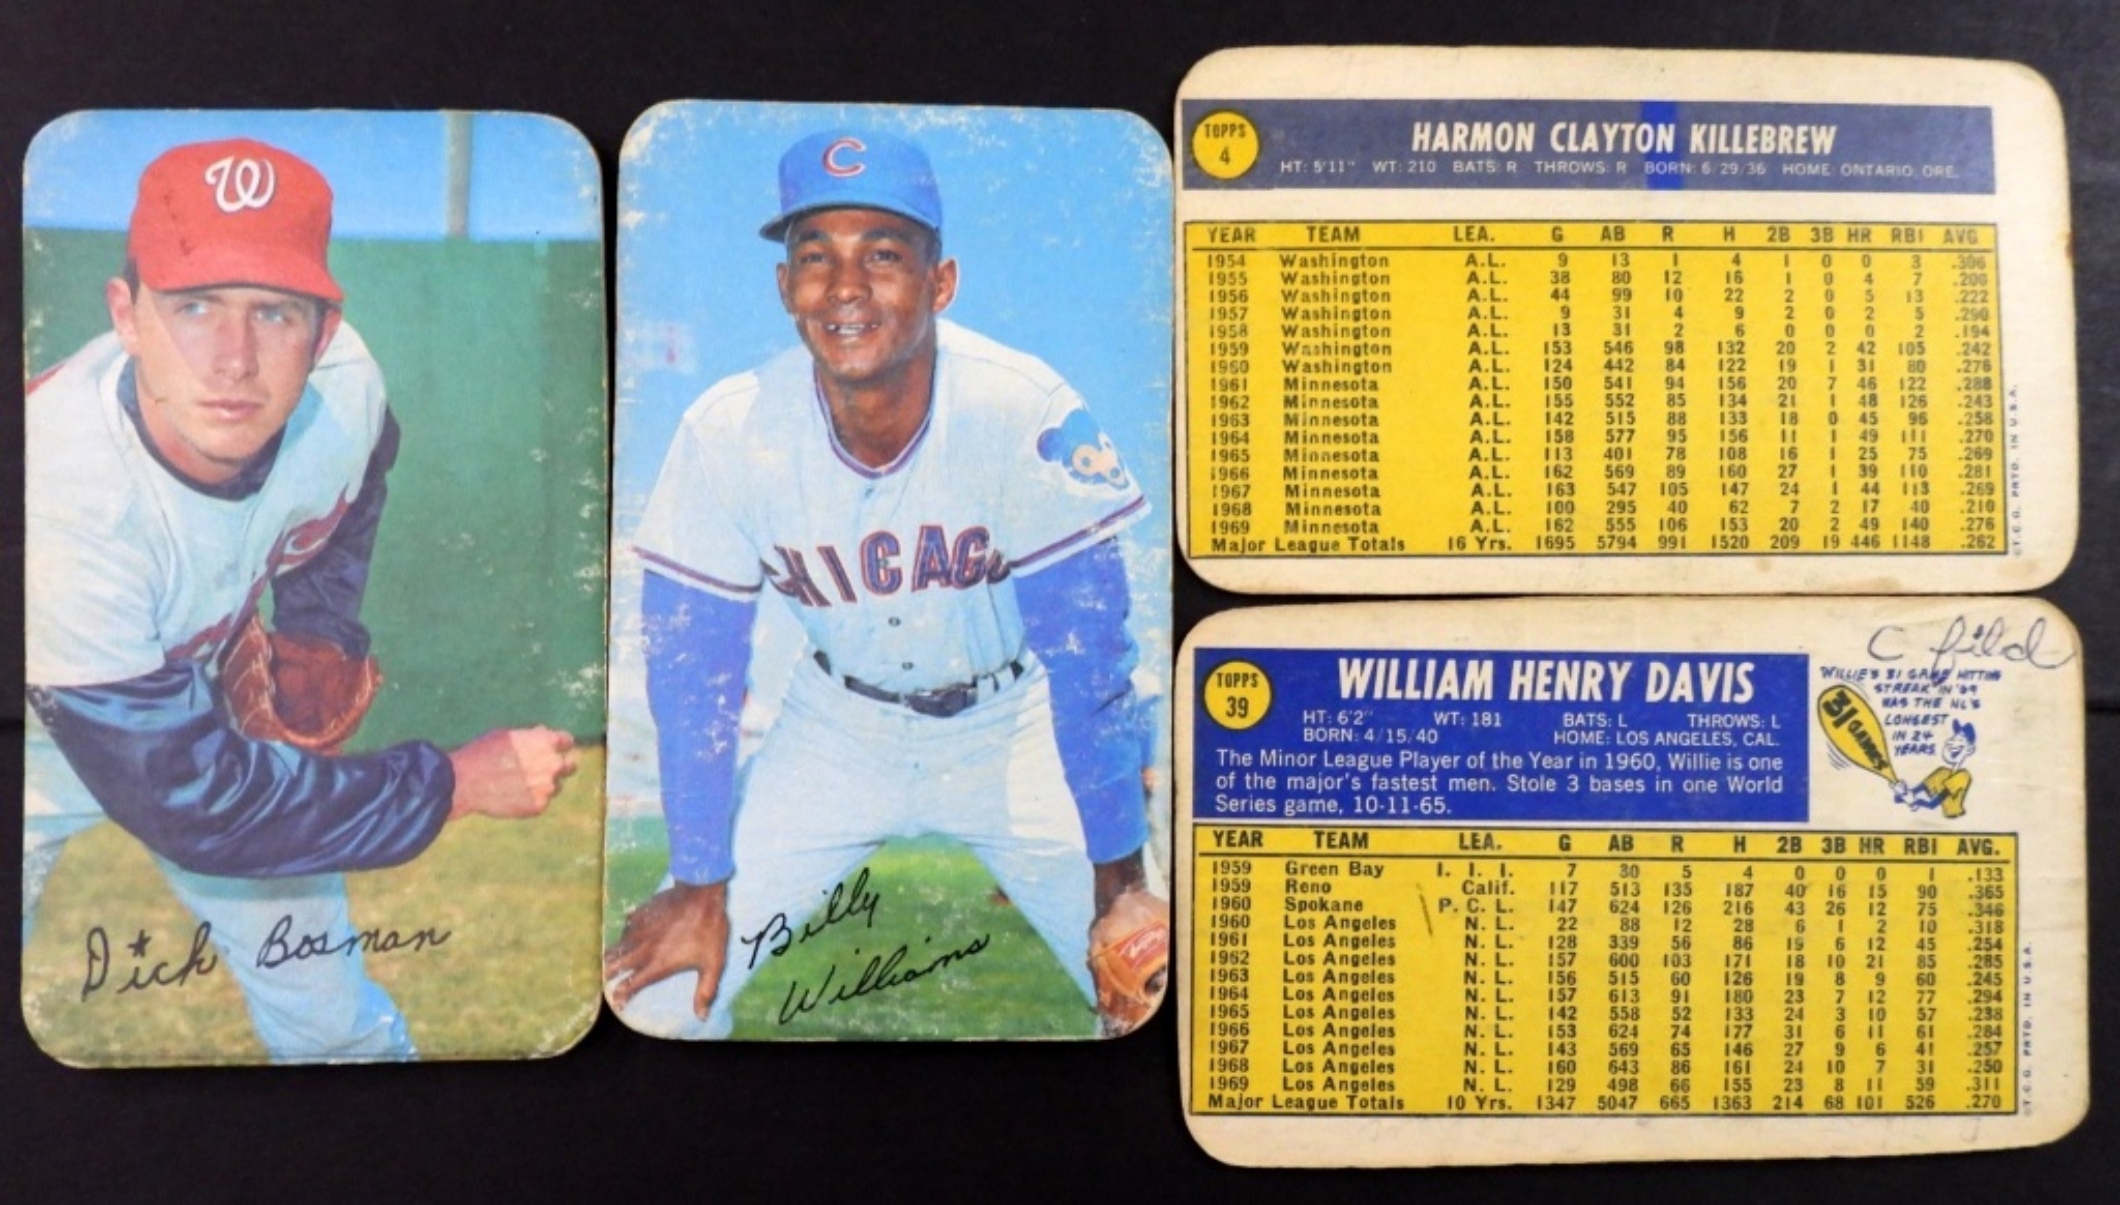 W
Dick Bosman
C
CHICAGO
Billy
Williams
TOPPS
4
HARMON CLAYTON KILLEBREW
HT: 5'11" WT: 210 BATS: R THROWS: R BORN: 6/29/36 HOME: ONTARIO, ORE.
YEAR TEAM LEA. G AB R H 2B 3B HR RBI AVG
1954 Washington A.L. 9 13 1 4 1 0 0 3 .306
1955 Washington A.L. 38 80 12 16 1 0 4 7 .200
1956 Washington A.L. 44 99 10 22 2 0 5 13 .222
1957 Washington A.L. 9 31 4 9 2 0 2 5 .290
1958 Washington A.L. 13 31 2 6 0 0 0 2 .194
1959 Washington A.L. 153 546 98 132 20 2 42 105 .242
1960 Washington A.L. 124 442 84 122 19 1 31 80 .276
1961 Minnesota A.L. 150 541 94 156 20 7 46 122 .288
1962 Minnesota A.L. 155 552 85 134 21 1 48 126 .243
1963 Minnesota A.L. 142 515 88 133 18 0 45 96 .258
1964 Minnesota A.L. 158 577 95 156 11 1 49 111 .270
1965 Minnesota A.L. 113 401 78 108 16 1 25 75 .269
1966 Minnesota A.L. 162 569 89 160 27 1 39 110 .281
1967 Minnesota A.L. 163 547 105 147 24 1 44 113 .269
1968 Minnesota A.L. 100 295 40 62 7 2 17 40 .210
1969 Minnesota A.L. 162 555 106 153 20 2 49 140 .276
Major League Totals 16 Yrs. 1695 5794 991 1520 209 19 446 1148 .262
©T.C.G. PRTD. IN U.S.A.
C field
TOPPS
39
WILLIAM HENRY DAVIS
HT: 6'2" WT: 181 BATS: L THROWS: L
BORN: 4/15/40 HOME: LOS ANGELES, CAL.
The Minor League Player of the Year in 1960, Willie is one
of the major's fastest men. Stole 3 bases in one World
Series game, 10-11-65.
WILLIE'S 31 GAME HITTING
STREAK IN '69
WAS THE NL'S
LONGEST
IN 24
YEARS
31 GAMES
YEAR TEAM LEA. G AB R H 2B 3B HR RBI AVG.
1959 Green Bay I. I. I. 7 30 5 4 0 0 0 1 .133
1959 Reno Calif. 117 513 135 187 40 16 15 90 .365
1960 Spokane P. C. L. 147 624 126 216 43 26 12 75 .346
1960 Los Angeles N. L. 22 88 12 28 6 1 2 10 .318
1961 Los Angeles N. L. 128 339 56 86 19 6 12 45 .254
1962 Los Angeles N. L. 157 600 103 171 18 10 21 85 .285
1963 Los Angeles N. L. 156 515 60 126 19 8 9 60 .245
1964 Los Angeles N. L. 157 613 91 180 23 7 12 77 .294
1965 Los Angeles N. L. 142 558 52 133 24 3 10 57 .238
1966 Los Angeles N. L. 153 624 74 177 31 6 11 61 .284
1967 Los Angeles N. L. 143 569 65 146 27 9 6 41 .257
1968 Los Angeles N. L. 160 643 86 161 24 10 7 31 .250
1969 Los Angeles N. L. 129 498 66 155 23 8 11 59 .311
Major League Totals 10 Yrs. 1347 5047 665 1363 214 68 101 526 .270
©T.C.G. PRTD. IN U.S.A.